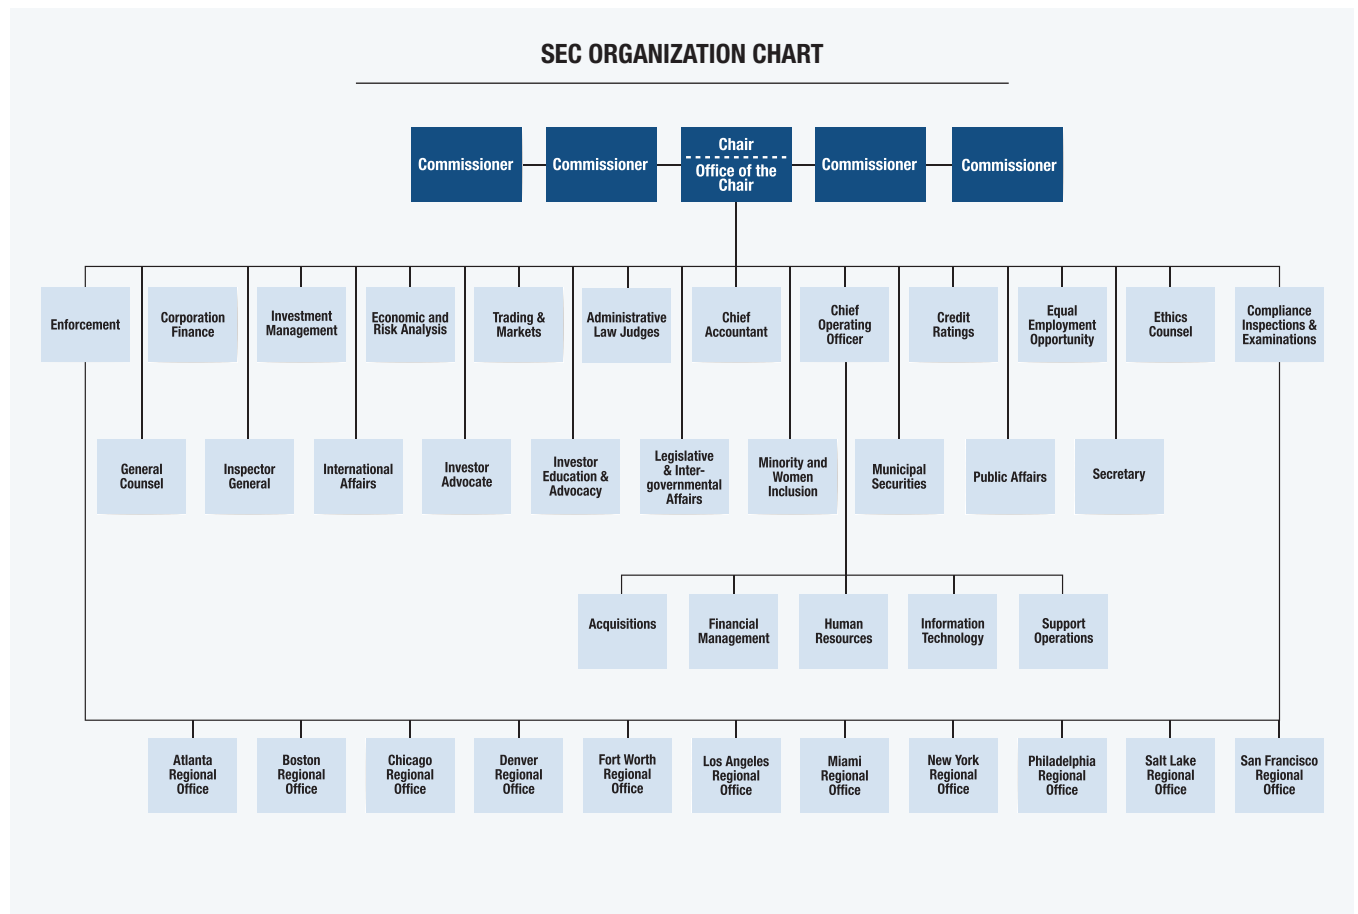 SEC ORGANIZATION CHART
Commissioner
Commissioner
Chair
Office of the
Chair
Commissioner
Commissioner
Enforcement
Corporation
Finance
Investment
Management
Economic and
Risk Analysis
Trading &
Markets
Administrative
Law Judges
Chief
Accountant
Chief
Operating
Officer
Credit
Ratings
Equal
Employment
Opportunity
Ethics
Counsel
Compliance
Inspections &
Examinations
General
Counsel
Inspector
General
International
Affairs
Investor
Advocate
Investor
Education &
Advocacy
Legislative
& Inter-
governmental
Affairs
Minority and
Women
Inclusion
Municipal
Securities
Public Affairs
Secretary
Acquisitions
Financial
Management
Human
Resources
Information
Technology
Support
Operations
Atlanta
Regional
Office
Boston
Regional
Office
Chicago
Regional
Office
Denver
Regional
Office
Fort Worth
Regional
Office
Los Angeles
Regional
Office
Miami
Regional
Office
New York
Regional
Office
Philadelphia
Regional
Office
Salt Lake
Regional
Office
San Francisco
Regional
Office